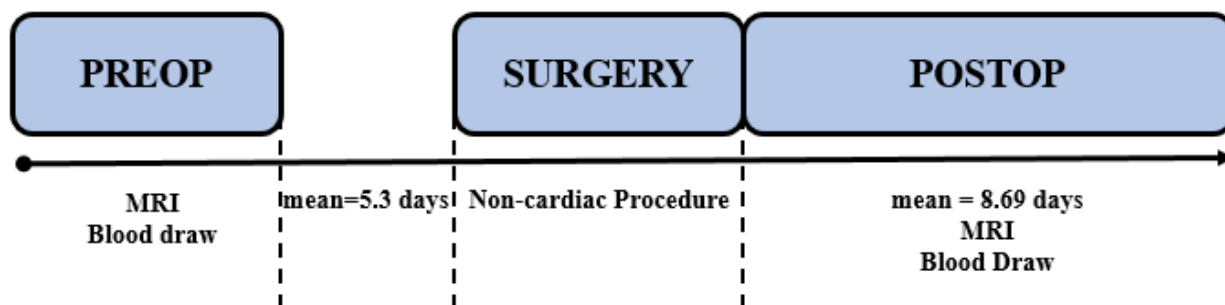 PREOP
SURGERY
POSTOP
MRI
Blood draw
mean=5.3 days
Non-cardiac Procedure
mean = 8.69 days
MRI
Blood Draw